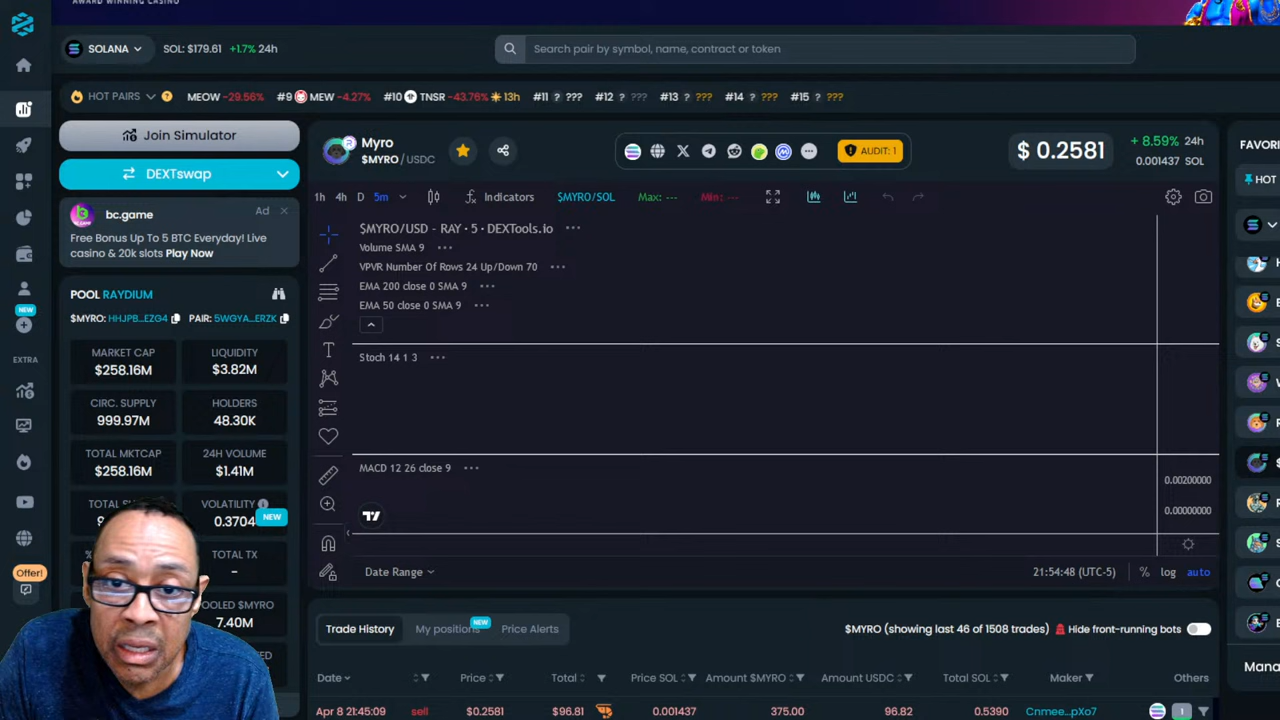 AWARD WINNING CASINO
SOLANA
SOL: $179.61 +1.7% 24h
Search pair by symbol, name, contract or token
HOT PAIRS
MEOW -29.56% #9 MEW -4.27% #10 TNSR -43.76% 13h #11 ? ??? #12 ? ??? #13 ? ??? #14 ? ??? #15 ? ???
Join Simulator
DEXTswap
bc.game
Ad
Free Bonus Up To 5 BTC Everyday! Live
casino & 20k slots Play Now
POOL RAYDIUM
$MYRO: HHJPB...EZG4 PAIR: 5WGYA...ERZK
MARKET CAP
$258.16M
LIQUIDITY
$3.82M
CIRC. SUPPLY
999.97M
HOLDERS
48.30K
TOTAL MKTCAP
$258.16M
24H VOLUME
$1.41M
VOLATILITY
0.3704
NEW
TOTAL TX
-
7.40M
NEW
EXTRA
Offer!
Myro
$MYRO/USDC
AUDIT: 1
$ 0.2581
+ 8.59% 24h
0.001437 SOL
1h 4h D 5m
Indicators
$MYRO/SOL
Max: ---
Min: ---
$MYRO/USD - RAY · 5 · DEXTools.io
Volume SMA 9
VPVR Number Of Rows 24 Up/Down 70
EMA 200 close 0 SMA 9
EMA 50 close 0 SMA 9
Stoch 14 1 3
MACD 12 26 close 9
0.00200000
0.00000000
Date Range
21:54:48 (UTC-5)
% log auto
Trade History
My positions
NEW
Price Alerts
$MYRO (showing last 46 of 1508 trades)
Hide front-running bots
Date Price Total Price SOL Amount $MYRO Amount USDC Total SOL Maker Others
Apr 8 21:45:09 sell $0.2581 $96.81 0.001437 375.00 96.82 0.5390 Cnmee...pXo7 1
HOT